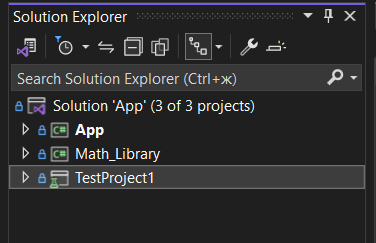 Solution Explorer
Search Solution Explorer (Ctrl+ж)
Solution 'App' (3 of 3 projects)
C# App
C# Math_Library
TestProject1